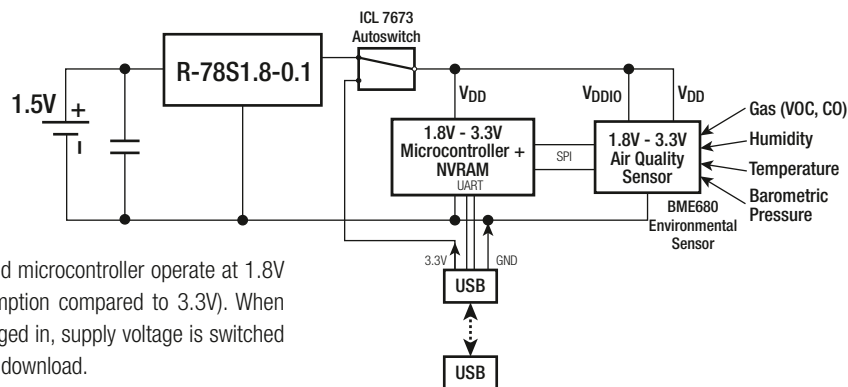 ICL 7673
Autoswitch
R-78S1.8-0.1
1.5V
+
-
VDD
VDDIO
VDD
1.8V - 3.3V
Microcontroller +
NVRAM
UART
SPI
1.8V - 3.3V
Air Quality
Sensor
Gas (VOC, CO)
Humidity
Temperature
Barometric
Pressure
BME680
Environmental
Sensor
3.3V
GND
USB
USB
d microcontroller operate at 1.8V
mption compared to 3.3V). When
ged in, supply voltage is switched
download.